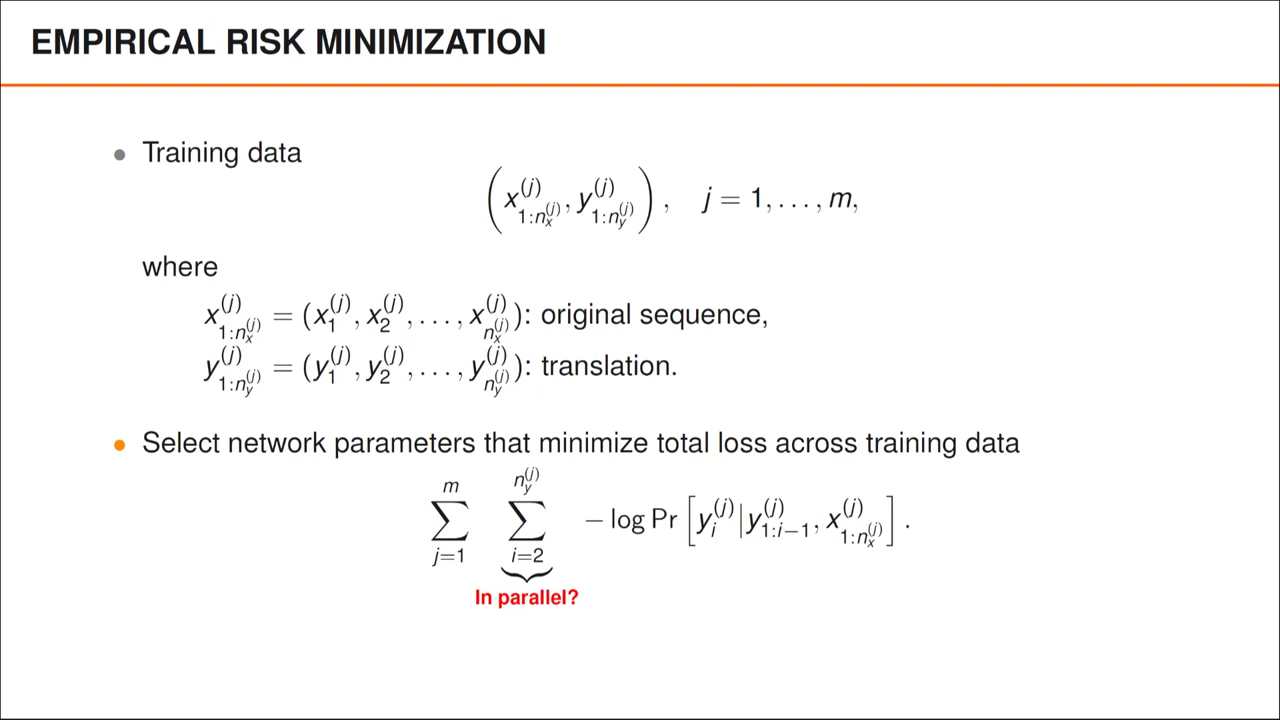 EMPIRICAL RISK MINIMIZATION
• Training data
(x^{(j)}_{1:n_x^{(j)}}, y^{(j)}_{1:n_y^{(j)}}), j = 1, . . . , m,
where
x^{(j)}_{1:n_x^{(j)}} = (x_1^{(j)}, x_2^{(j)}, . . . , x^{(j)}_{n_x^{(j)}}): original sequence,
y^{(j)}_{1:n_y^{(j)}} = (y_1^{(j)}, y_2^{(j)}, . . . , y^{(j)}_{n_y^{(j)}}): translation.
• Select network parameters that minimize total loss across training data
∑_{j=1}^{m} ∑_{i=2}^{n_y^{(j)}} − log Pr [y_i^{(j)}|y_{1:i−1}^{(j)}, x^{(j)}_{1:n_x^{(j)}}] .
In parallel?